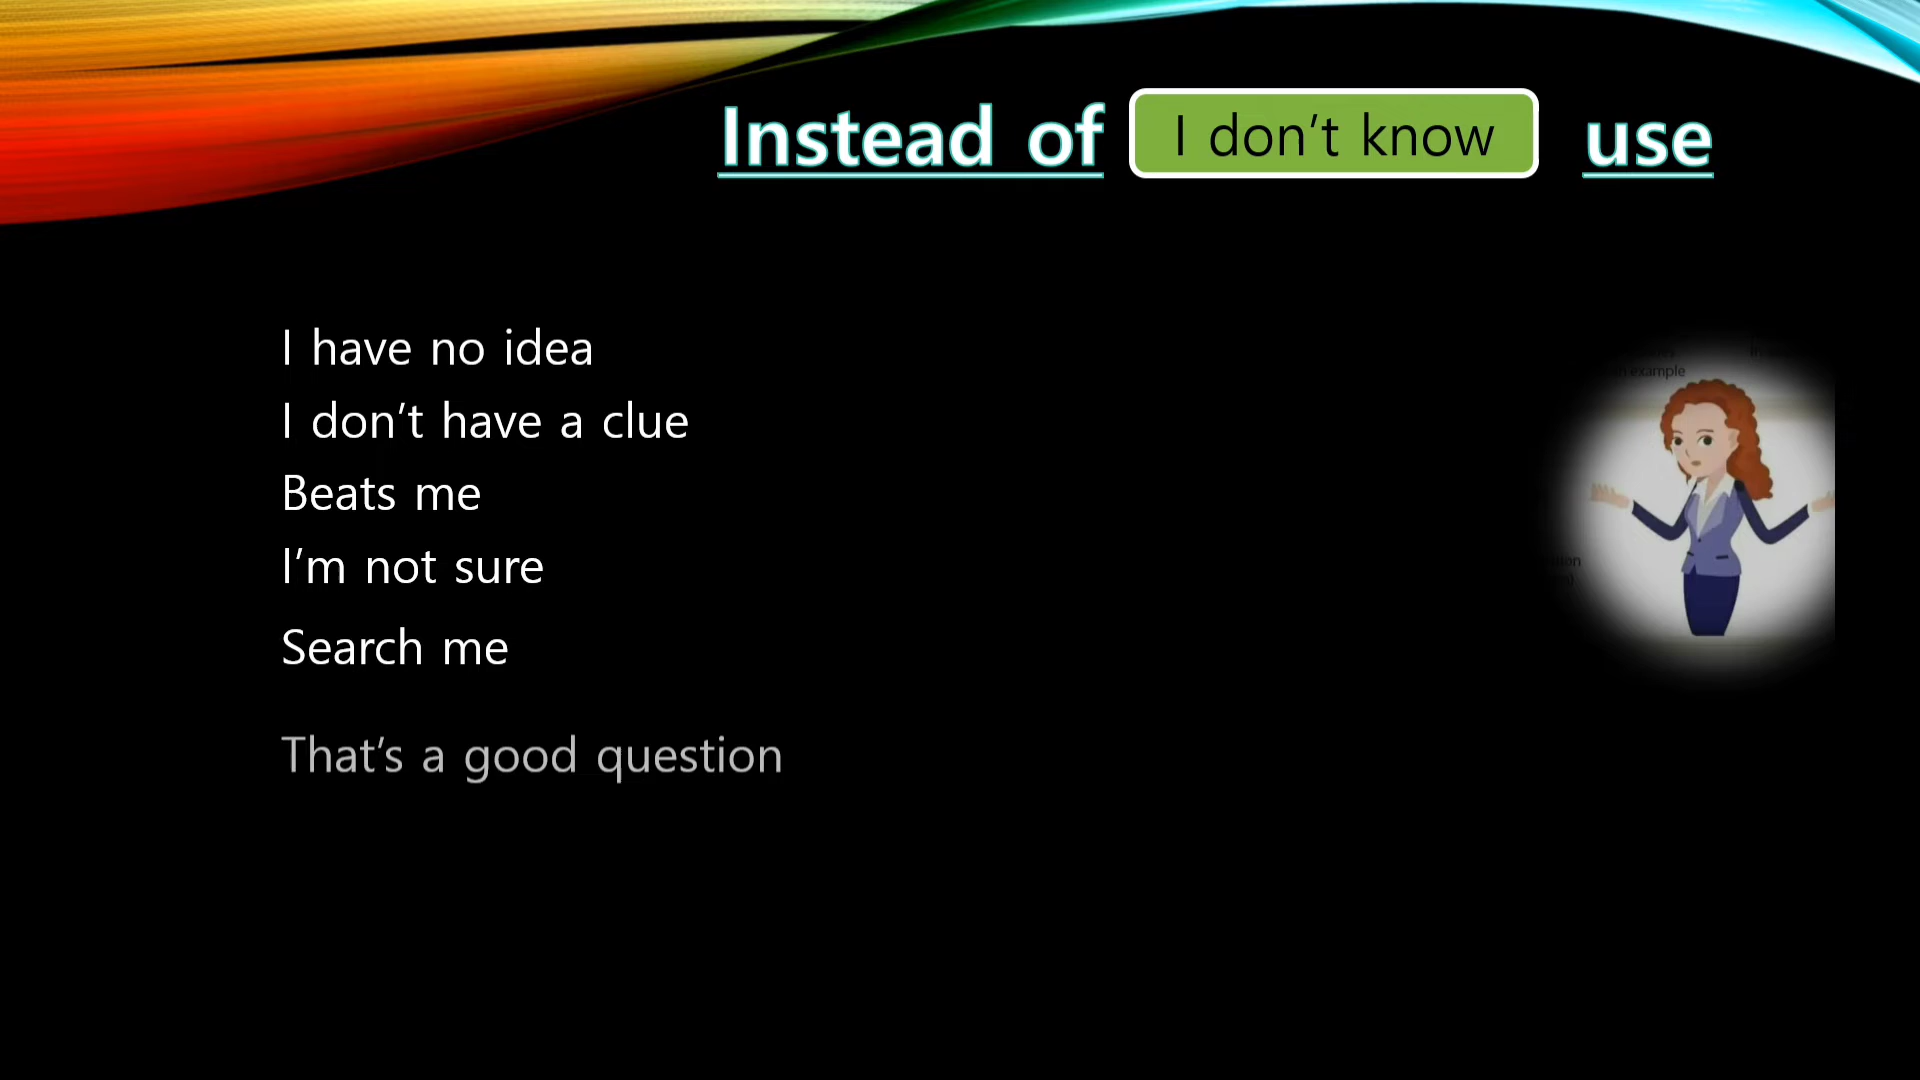 Instead of I don't know use
I have no idea
I don't have a clue
Beats me
I'm not sure
Search me
That's a good question
example